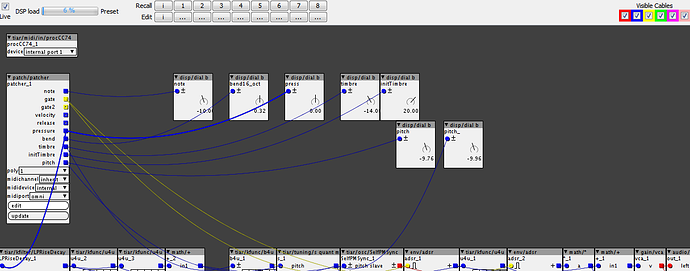 DSP load
6 %
Preset
Recall
i 1 2 3 4 5 6 7 8
Visible Cables
Live
Edit
i ... ... ... ... ... ... ... ...
tiar/midi/in/procCC74
procCC74_1
device internal port 1
patch/patcher
patcher_1
note
gate
gate2
velocity
release
pressure
bend
timbre
initTimbre
pitch
poly 1
midichannel inherit
mididevice internal
midiport omni
edit
update
disp/dial b
note
±
-10.00
disp/dial b
bend16_oct
±
0.32
disp/dial b
press
±
0.00
disp/dial b
timbre
±
-14.0
disp/dial b
initTimbre
±
20.00
disp/dial b
pitch
±
-9.76
disp/dial b
pitch_
±
-9.96
LPRiseDecay_1
tiar/kfunc/u4u
u4u_2
tiar/kfunc/u4u
u4u_3
math/+
+_2
in1
tiar/kfunc/b4u
tiar/tuning/s quant m
pitch
tiar/osc/SelfPMSync
SelfPMSync_1
pitch slave
env/adsr
adsr_1
tiar/kfunc/u4u
u4u_1
env/adsr
adsr_2
math/*
math/+
in1
gain/vca
vca_1
audio/out
out_1
left